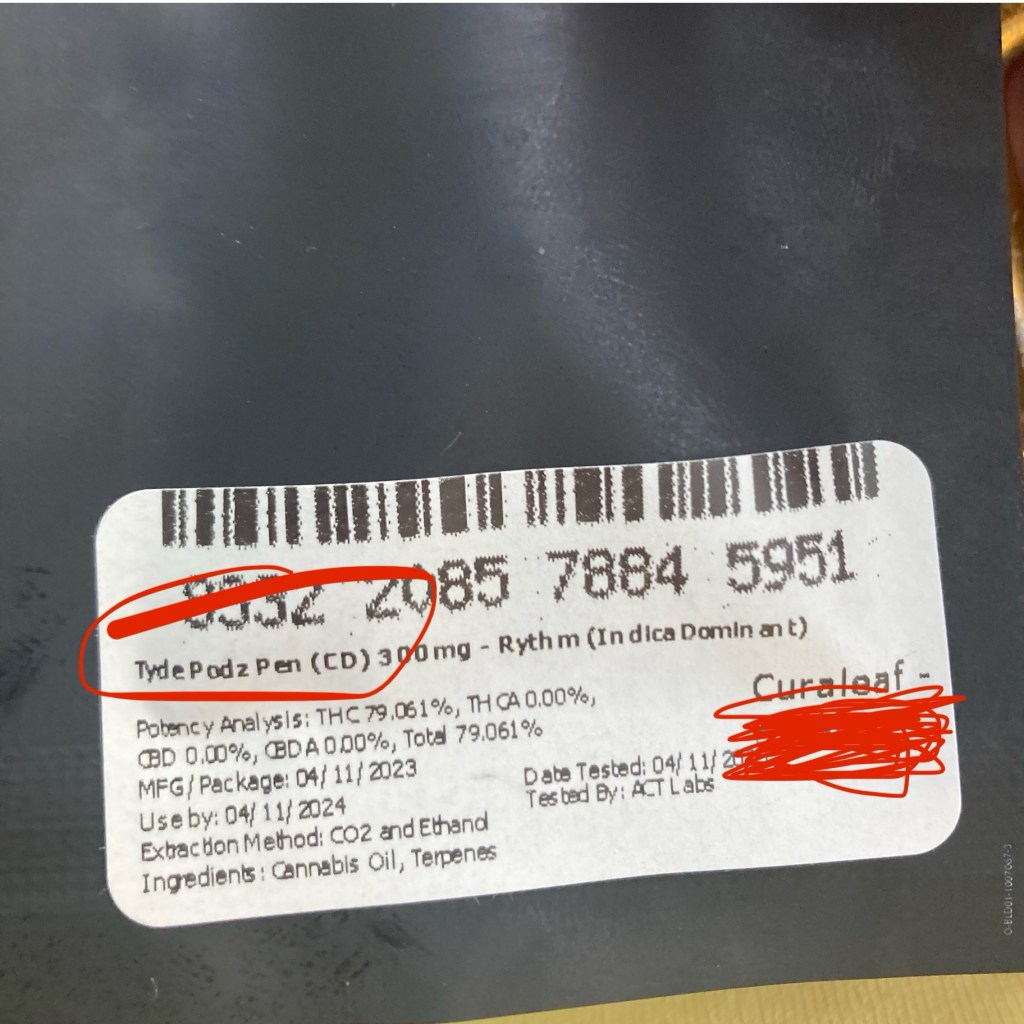 9332 2085 7884 5951
Tyde Podz Pen (CD) 300mg - Rythm (Indica Dominant)
Curaleaf -
Potency Analysis: THC 79.061%, THCA 0.00%,
CBD 0.00%, CBDA 0.00%, Total 79.061%
MFG/Package: 04/11/2023
Date Tested: 04/11/
Use by: 04/11/2024
Tested By: ACT Labs
Extraction Method: CO2 and Ethanol
Ingredients: Cannabis Oil, Terpenes